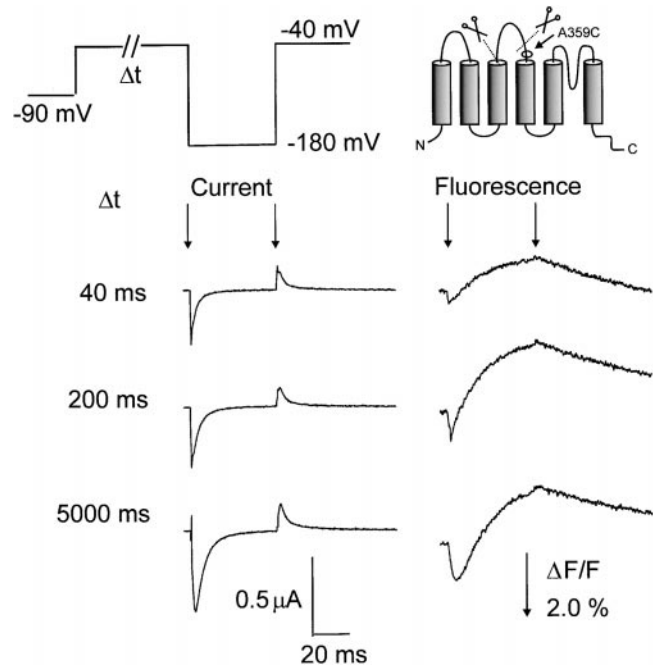 -40 mV
Δt
-90 mV
-180 mV
A359C
N
C
Δt
Current
Fluorescence
40 ms
200 ms
5000 ms
0.5 μA
20 ms
ΔF/F
2.0 %